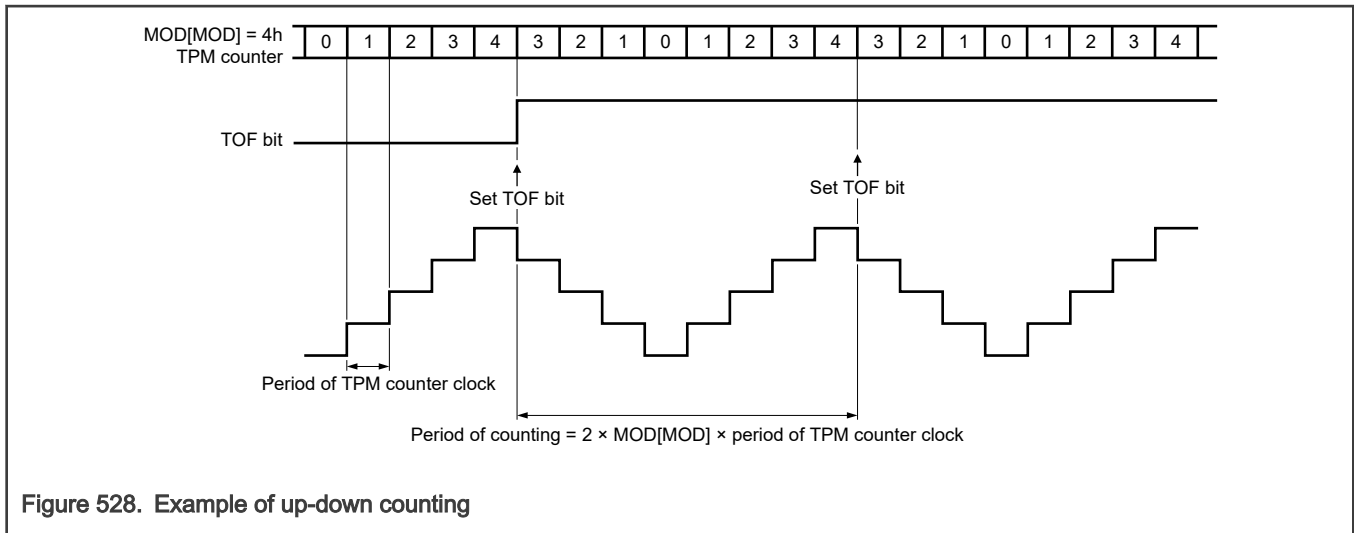 MOD[MOD] = 4h
TPM counter
0 1 2 3 4 3 2 1 0 1 2 3 4 3 2 1 0 1 2 3 4
TOF bit
Set TOF bit
Set TOF bit
Period of TPM counter clock
Period of counting = 2 × MOD[MOD] × period of TPM counter clock
Figure 528. Example of up-down counting